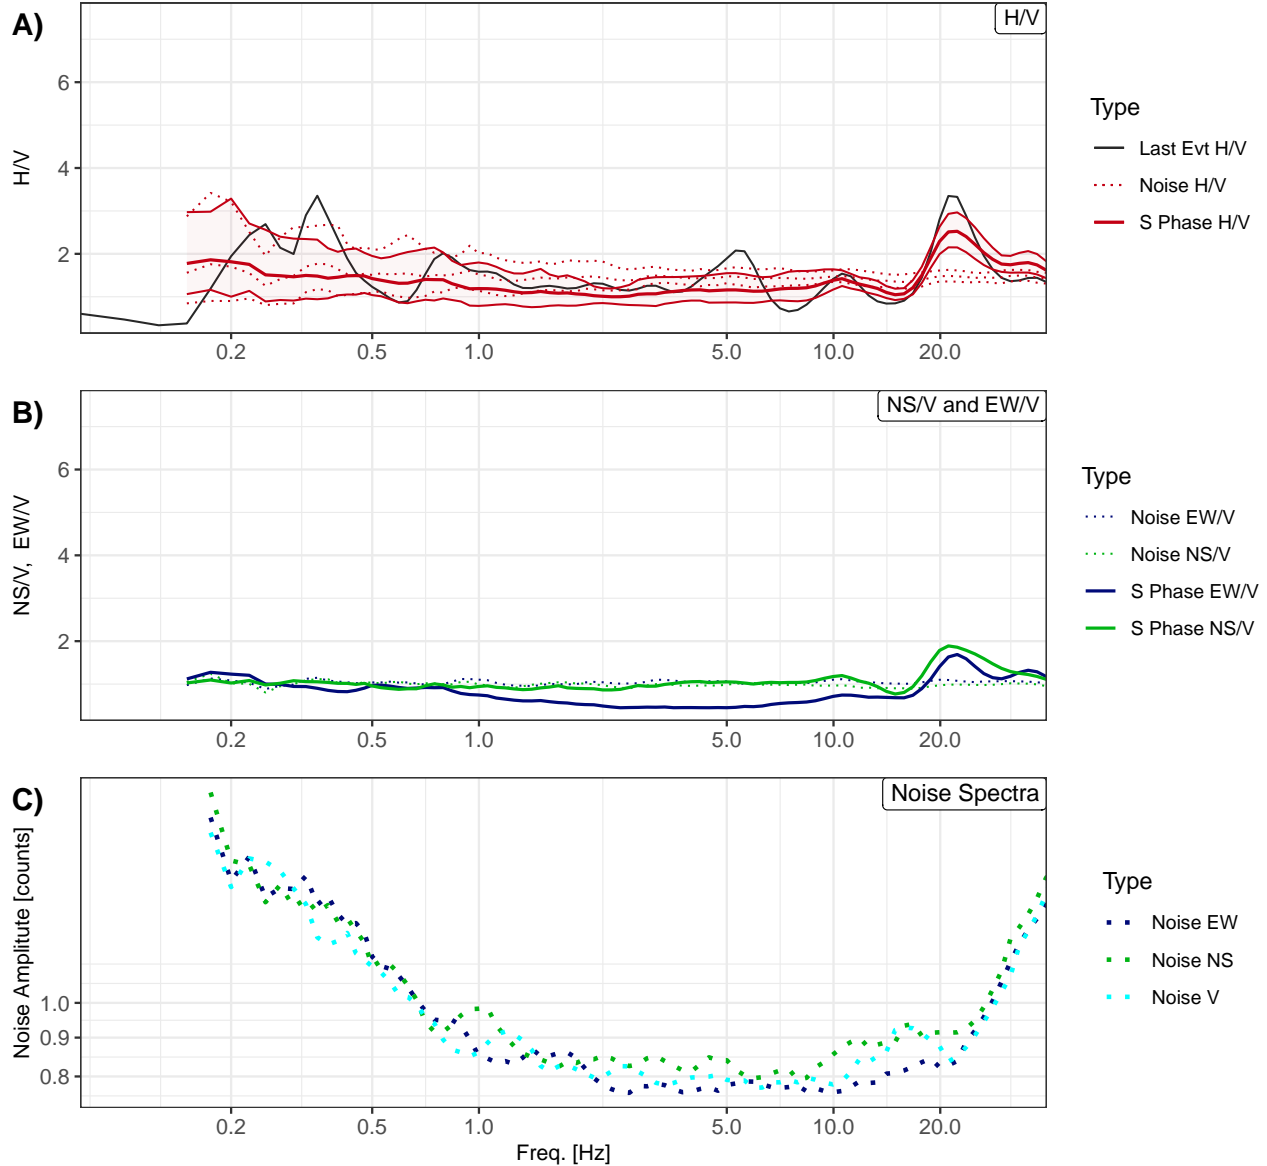 A)
H/V
H/V
6
4
2
0.2 0.5 1.0 5.0 10.0 20.0
Type
Last Evt H/V
Noise H/V
S Phase H/V
B)
NS/V and EW/V
NS/V, EW/V
6
4
2
0.2 0.5 1.0 5.0 10.0 20.0
Type
Noise EW/V
Noise NS/V
S Phase EW/V
S Phase NS/V
C)
Noise Spectra
Noise Amplitute [counts]
1.0
0.9
0.8
0.2 0.5 1.0 5.0 10.0 20.0
Freq. [Hz]
Type
Noise EW
Noise NS
Noise V